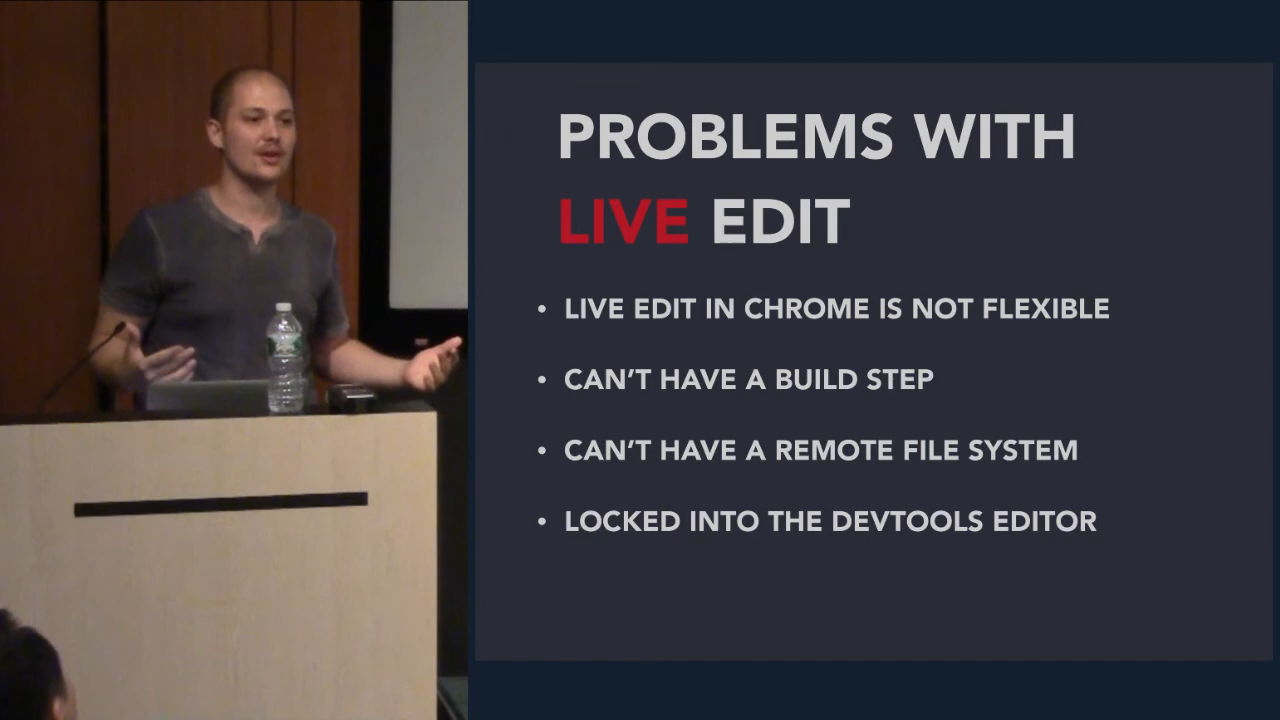 PROBLEMS WITH
LIVE EDIT
• LIVE EDIT IN CHROME IS NOT FLEXIBLE
• CAN'T HAVE A BUILD STEP
• CAN'T HAVE A REMOTE FILE SYSTEM
• LOCKED INTO THE DEVTOOLS EDITOR